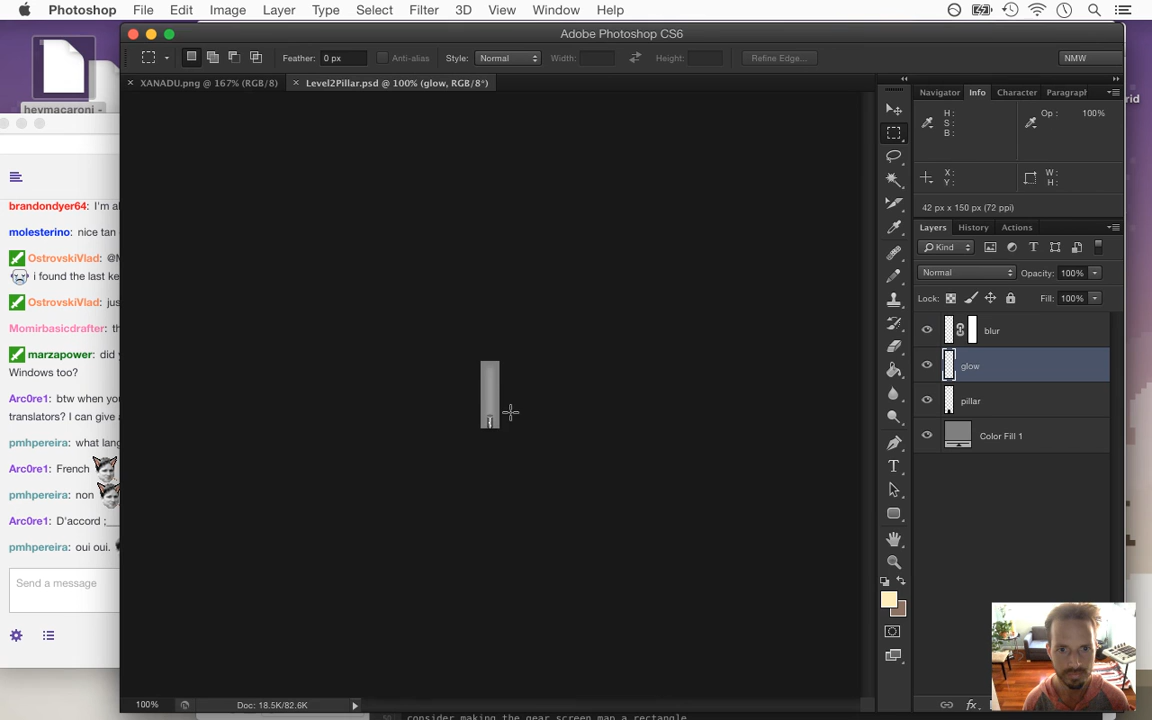 Photoshop File Edit Image Layer Type Select Filter 3D View Window Help
Adobe Photoshop CS6
Feather: 0 px Anti-alias Style: Normal Width: Height: Refine Edge... NMW
× XANADU.png @ 167% (RGB/8) × Level2Pillar.psd @ 100% (glow, RGB/8*)
heymacaroni -
brandondyer64: I'm al
molesterino: nice tan
OstrovskiVlad: @M
i found the last ke
OstrovskiVlad: jus
Momirbasicdrafter: th
marzapower: did y
Windows too?
Arc0re1: btw when you
translators? I can give a
pmhpereira: what lang
Arc0re1: French
pmhpereira: non
Arc0re1: D'accord ;__
pmhpereira: oui oui.
Send a message
Navigator Info Character Paragraph
H:
S:
B:
Op : 100%
X :
Y :
W :
H :
42 px x 150 px (72 ppi)
Layers History Actions
Kind
Normal Opacity: 100%
Lock: Fill: 100%
blur
glow
pillar
Color Fill 1
fx
100% Doc: 18.5K/82.6K
consider making the gear screen map a rectangle
rid